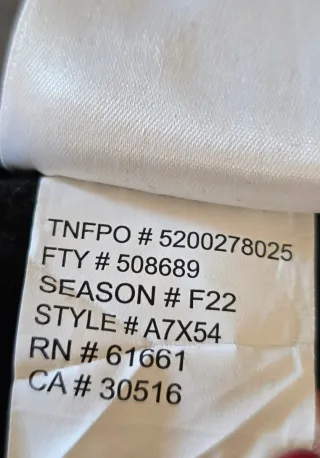 TNFPO # 5200278025
FTY # 508689
SEASON # F22
STYLE # A7X54
RN # 61661
CA # 30516